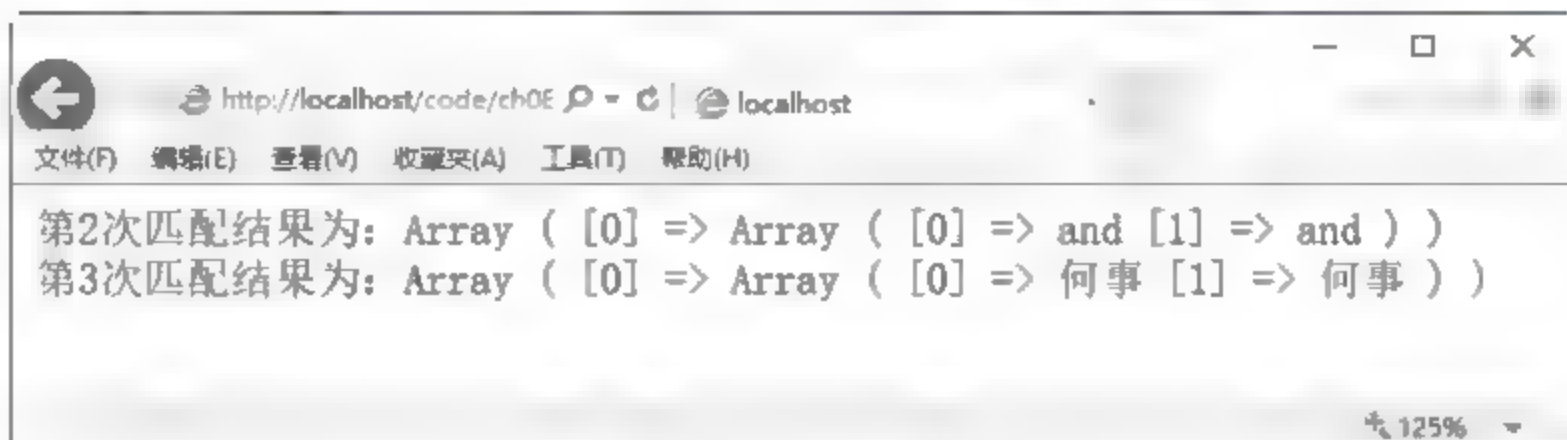 http://localhost/code/ch0E localhost
文件(F) 编辑(E) 查看(V) 收藏夹(A) 工具(T) 帮助(H)
第2次匹配结果为: Array ( [0] => Array ( [0] => and [1] => and ) )
第3次匹配结果为: Array ( [0] => Array ( [0] => 何事 [1] => 何事 ) )
125%